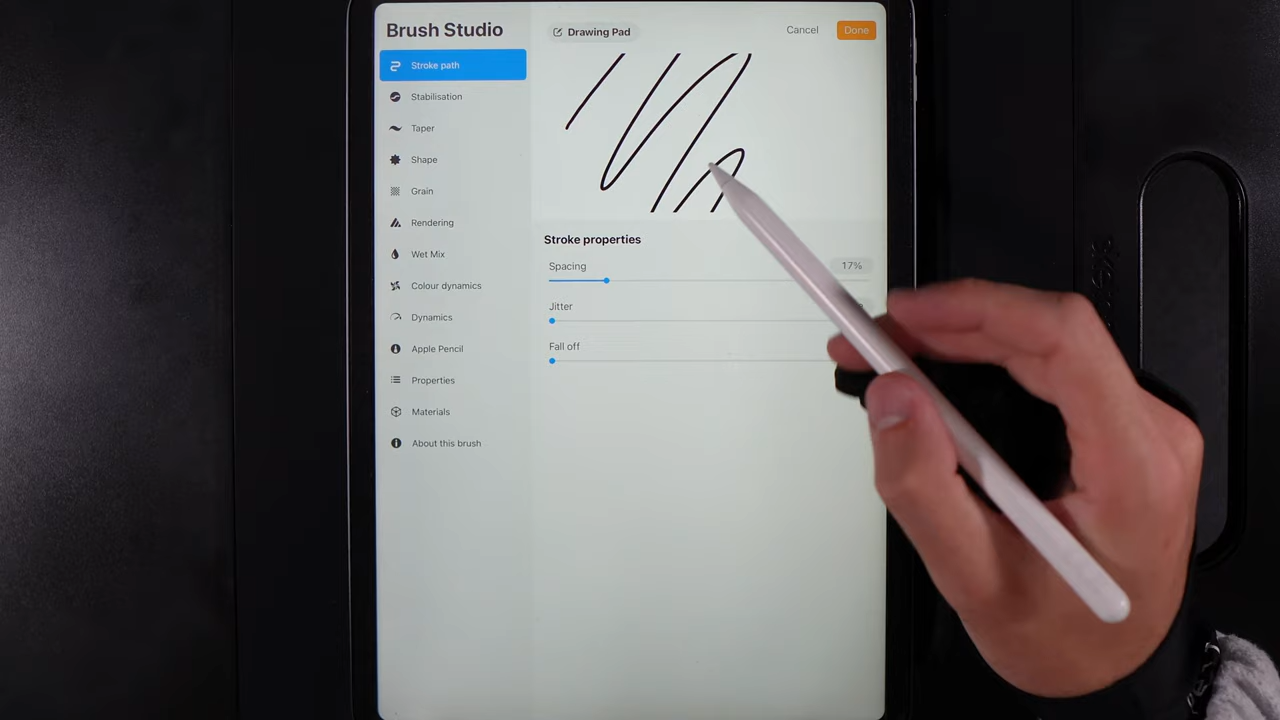 Brush Studio
Drawing Pad
Cancel
Done
Stroke path
Stabilisation
Taper
Shape
Grain
Rendering
Wet Mix
Colour dynamics
Dynamics
Apple Pencil
Properties
Materials
About this brush
Stroke properties
Spacing
17%
Jitter
Fall off